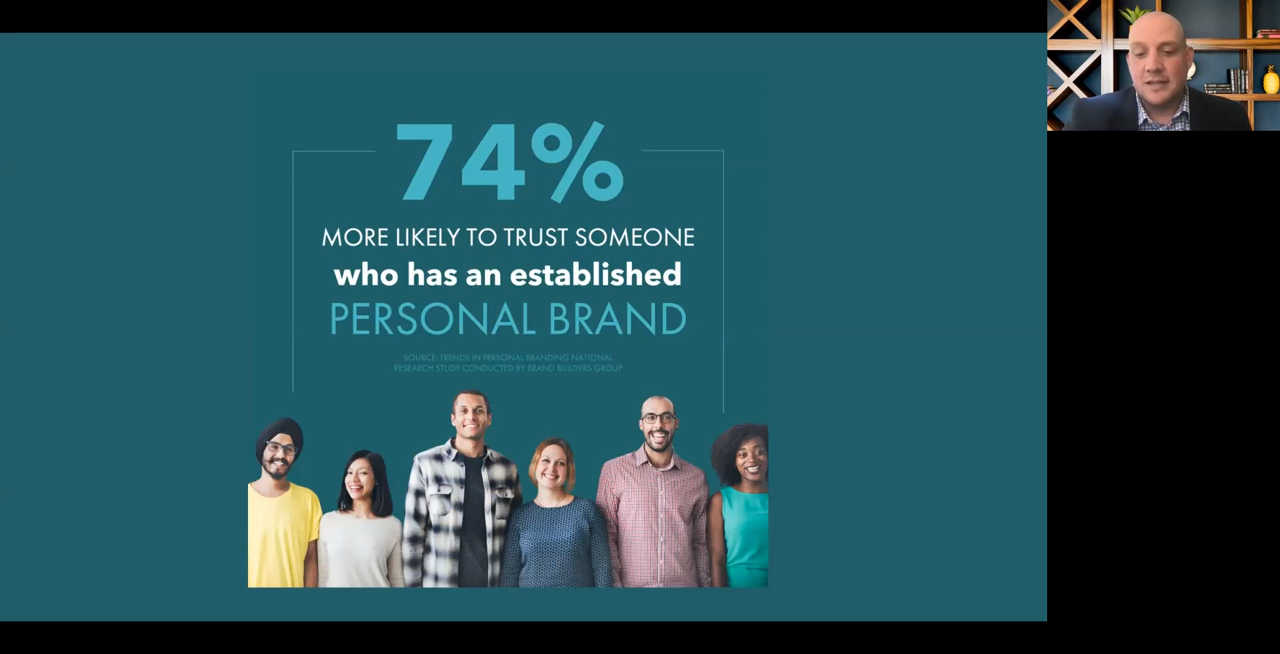 74%
MORE LIKELY TO TRUST SOMEONE
who has an established
PERSONAL BRAND
SOURCE: TRENDS IN PERSONAL BRANDING NATIONAL
RESEARCH STUDY CONDUCTED BY BRAND BUILDERS GROUP